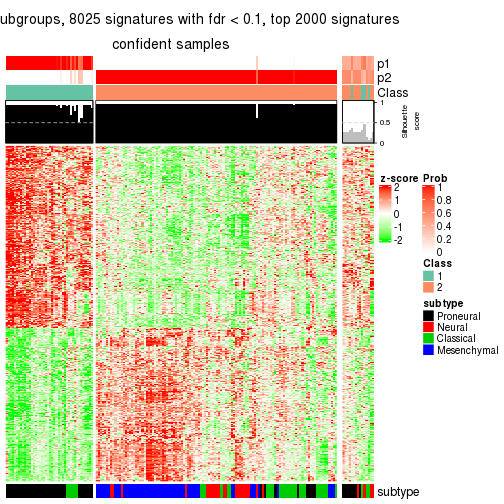 ubgroups, 8025 signatures with fdr < 0.1, top 2000 signatures
confident samples
p1
p2
Class
1
0.5
0
Silhouette
score
z-score
2
1
0
-1
-2
Prob
1
0.8
0.6
0.4
0.2
0
Class
1
2
subtype
Proneural
Neural
Classical
Mesenchymal
subtype